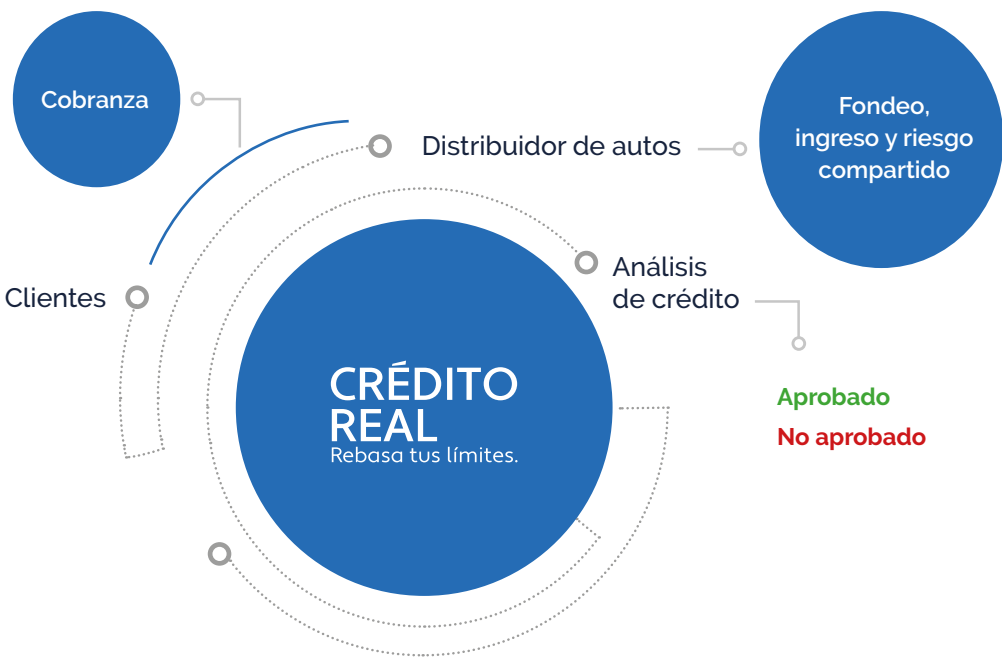 Cobranza
Fondeo,
ingreso y riesgo
compartido
Distribuidor de autos
Análisis
de crédito
Clientes
CRÉDITO
REAL
Rebasa tus límites.
Aprobado
No aprobado